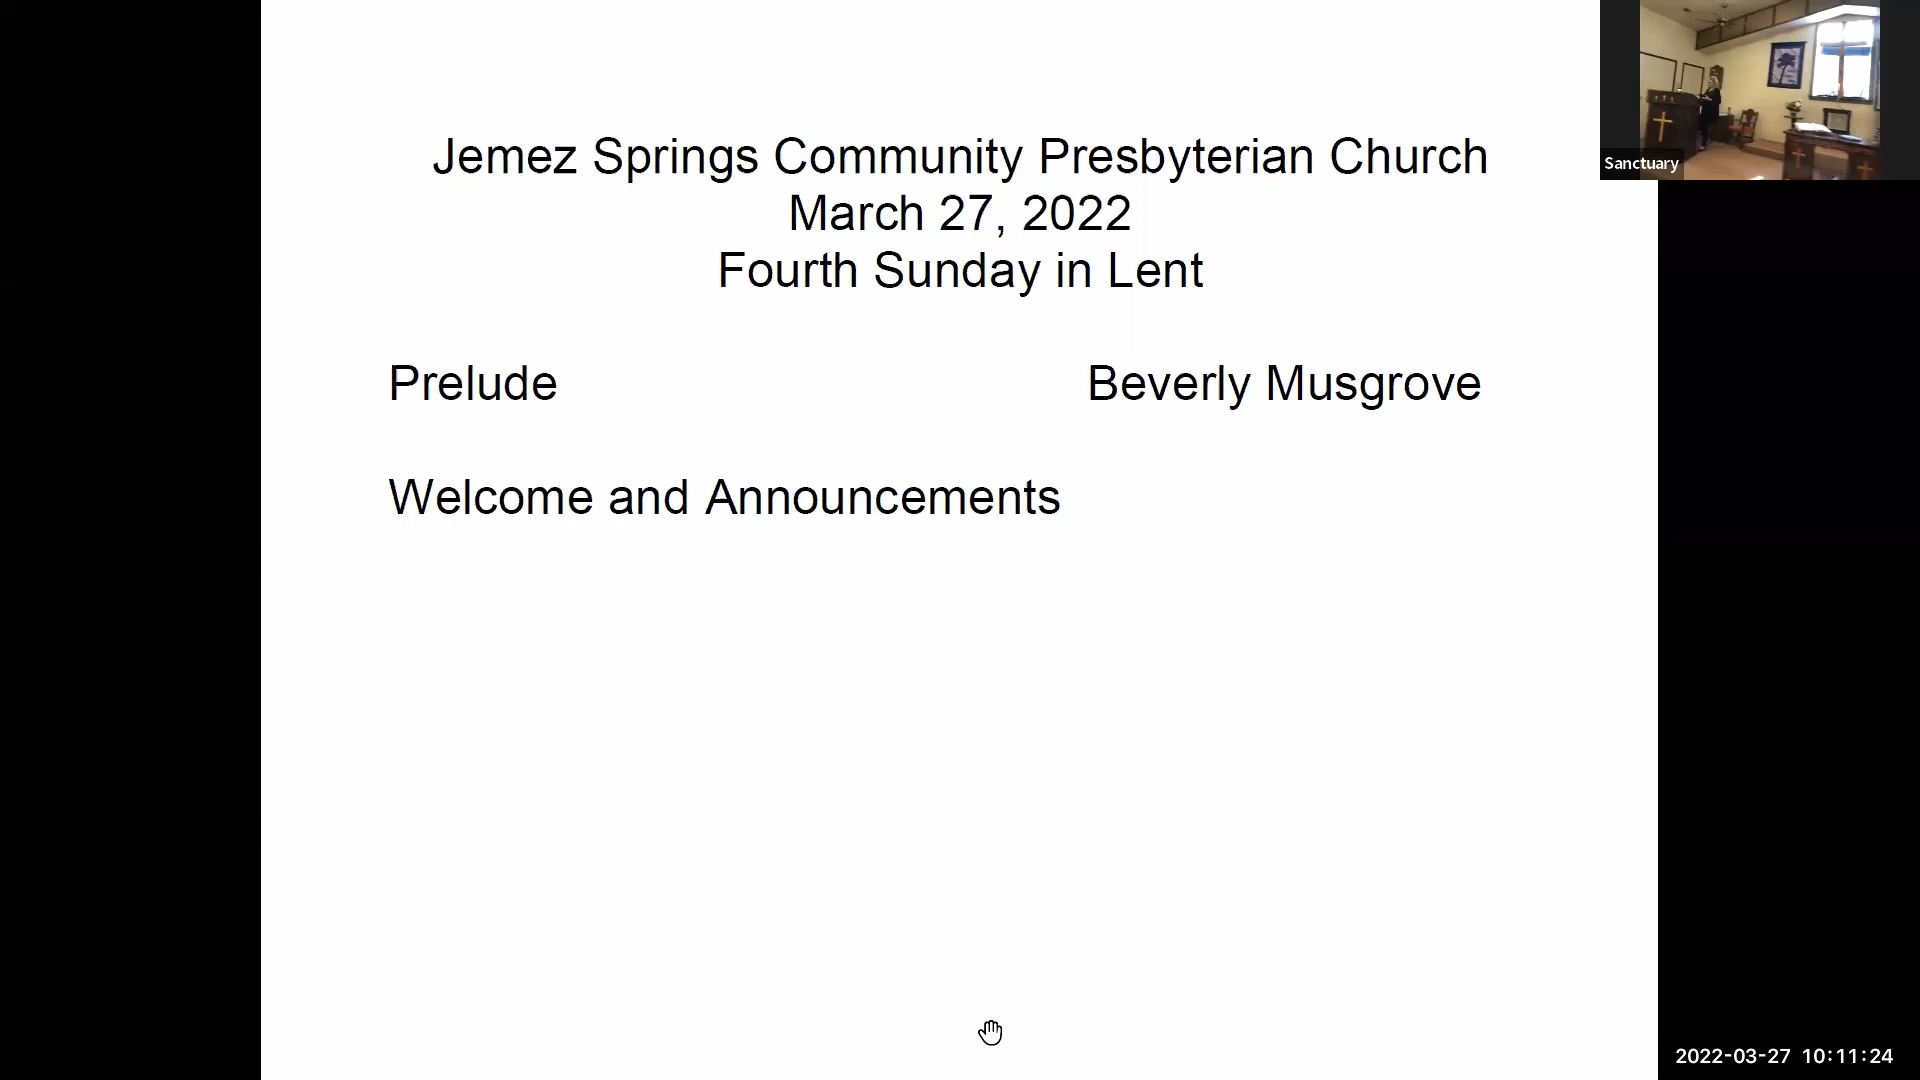 Jemez Springs Community Presbyterian Church
March 27, 2022
Fourth Sunday in Lent
Prelude Beverly Musgrove
Welcome and Announcements
Sanctuary
2022-03-27 10:11:24